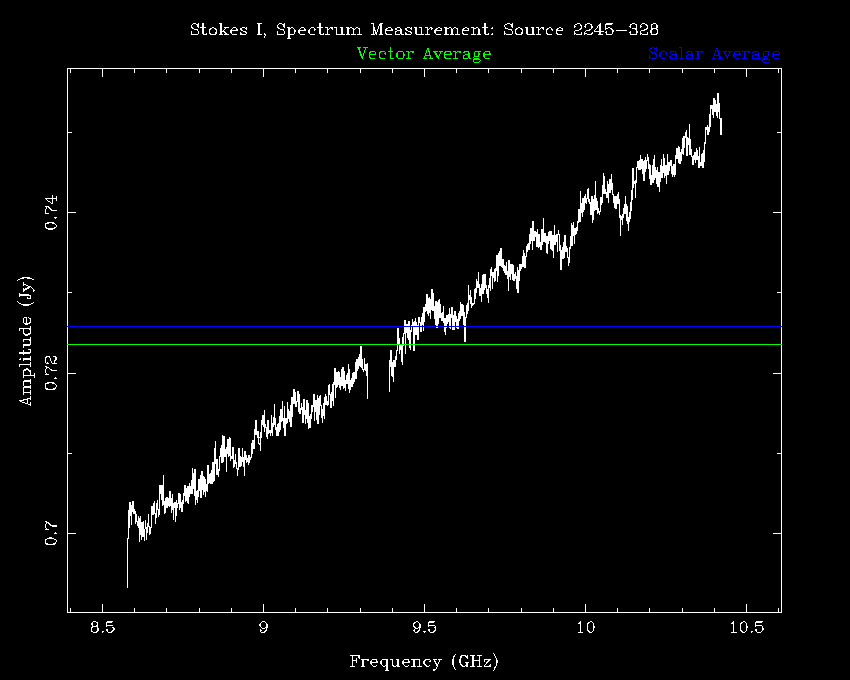 Stokes I, Spectrum Measurement: Source 2245−328
Vector Average Scalar Average
0.74
0.72
0.7
Amplitude (Jy)
8.5 9 9.5 10 10.5
Frequency (GHz)